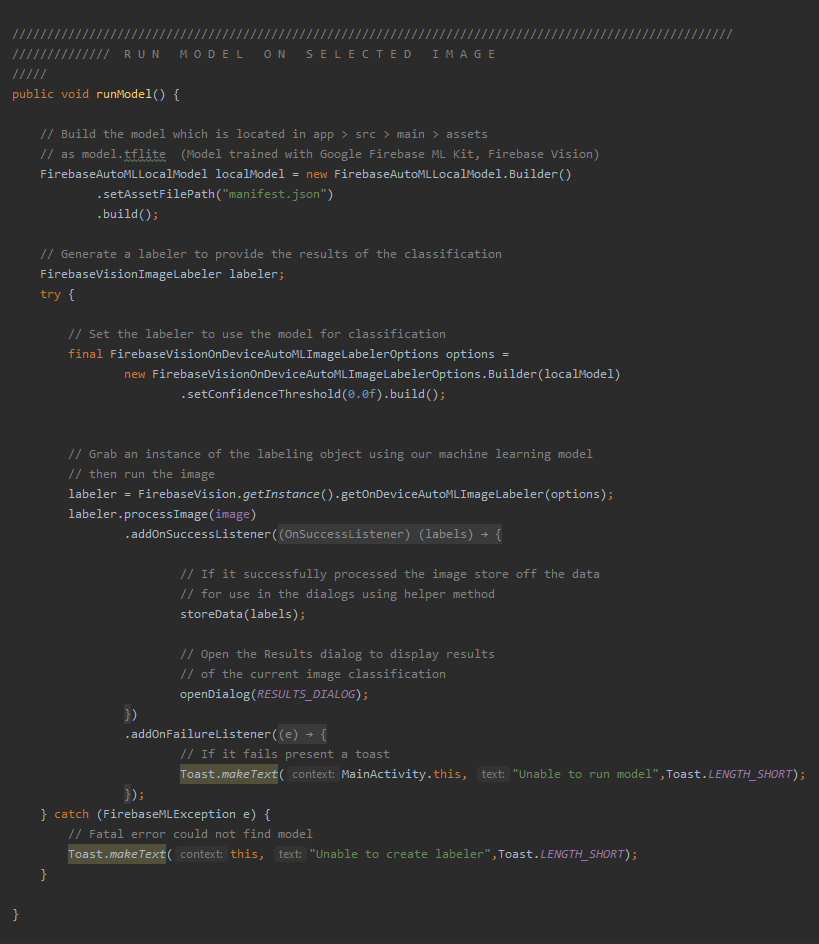 ///////////////////////////////////////////////////////////////////////////////////////////////////////
////////////// R U N   M O D E L   O N   S E L E C T E D   I M A G E
/////
public void runModel() {
// Build the model which is located in app > src > main > assets
// as model.tflite  (Model trained with Google Firebase ML Kit, Firebase Vision)
FirebaseAutoMLLocalModel localModel = new FirebaseAutoMLLocalModel.Builder()
.setAssetFilePath("manifest.json")
.build();
// Generate a labeler to provide the results of the classification
FirebaseVisionImageLabeler labeler;
try {
// Set the labeler to use the model for classification
final FirebaseVisionOnDeviceAutoMLImageLabelerOptions options =
new FirebaseVisionOnDeviceAutoMLImageLabelerOptions.Builder(localModel)
.setConfidenceThreshold(0.0f).build();
// Grab an instance of the labeling object using our machine learning model
// then run the image
labeler = FirebaseVision.getInstance().getOnDeviceAutoMLImageLabeler(options);
labeler.processImage(image)
.addOnSuccessListener((OnSuccessListener) (labels) → {
// If it successfully processed the image store off the data
// for use in the dialogs using helper method
storeData(labels);
// Open the Results dialog to display results
// of the current image classification
openDialog(RESULTS_DIALOG);
})
.addOnFailureListener((e) → {
// If it fails present a toast
Toast.makeText( context: MainActivity.this, text: "Unable to run model",Toast.LENGTH_SHORT);
});
} catch (FirebaseMLException e) {
// Fatal error could not find model
Toast.makeText( context: this, text: "Unable to create labeler",Toast.LENGTH_SHORT);
}
}